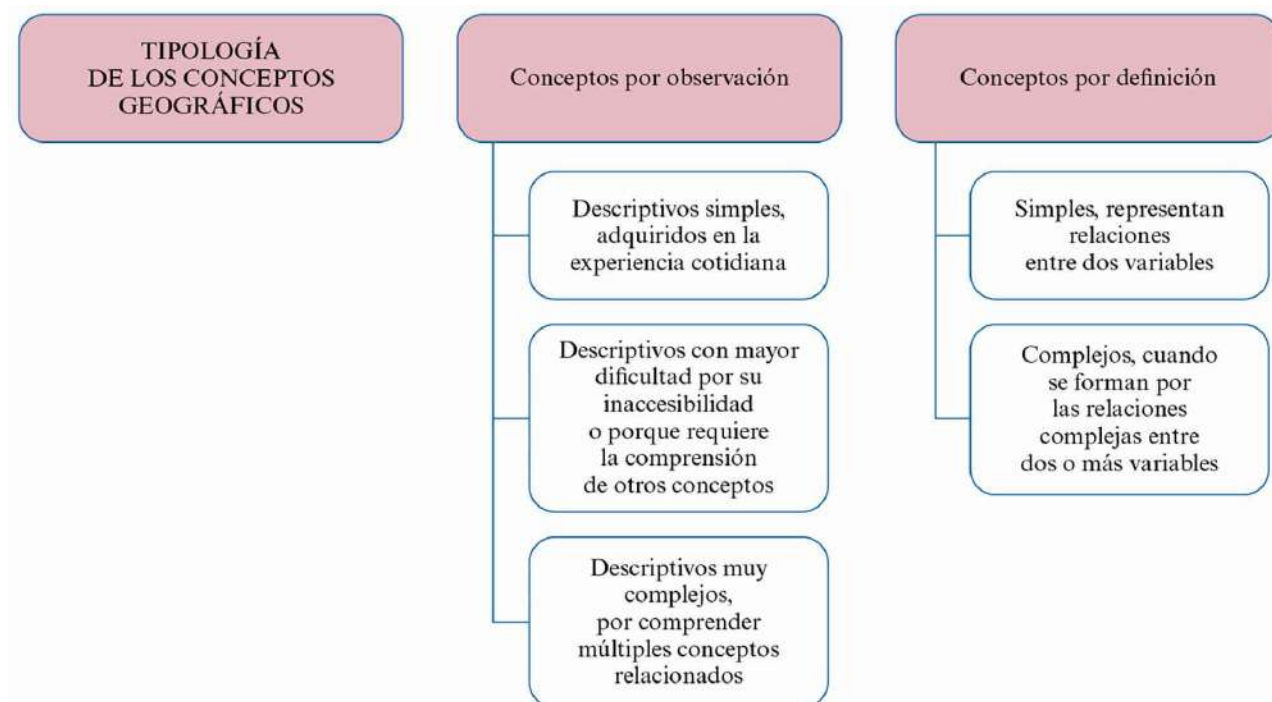 TIPOLOGÍA
DE LOS CONCEPTOS
GEOGRÁFICOS
Conceptos por observación
Descriptivos simples,
adquiridos en la
experiencia cotidiana
Descriptivos con mayor
dificultad por su
inaccesibilidad
o porque requiere
la comprensión
de otros conceptos
Descriptivos muy
complejos,
por comprender
múltiples conceptos
relacionados
Conceptos por definición
Simples, representan
relaciones
entre dos variables
Complejos, cuando
se forman por
las relaciones
complejas entre
dos o más variables